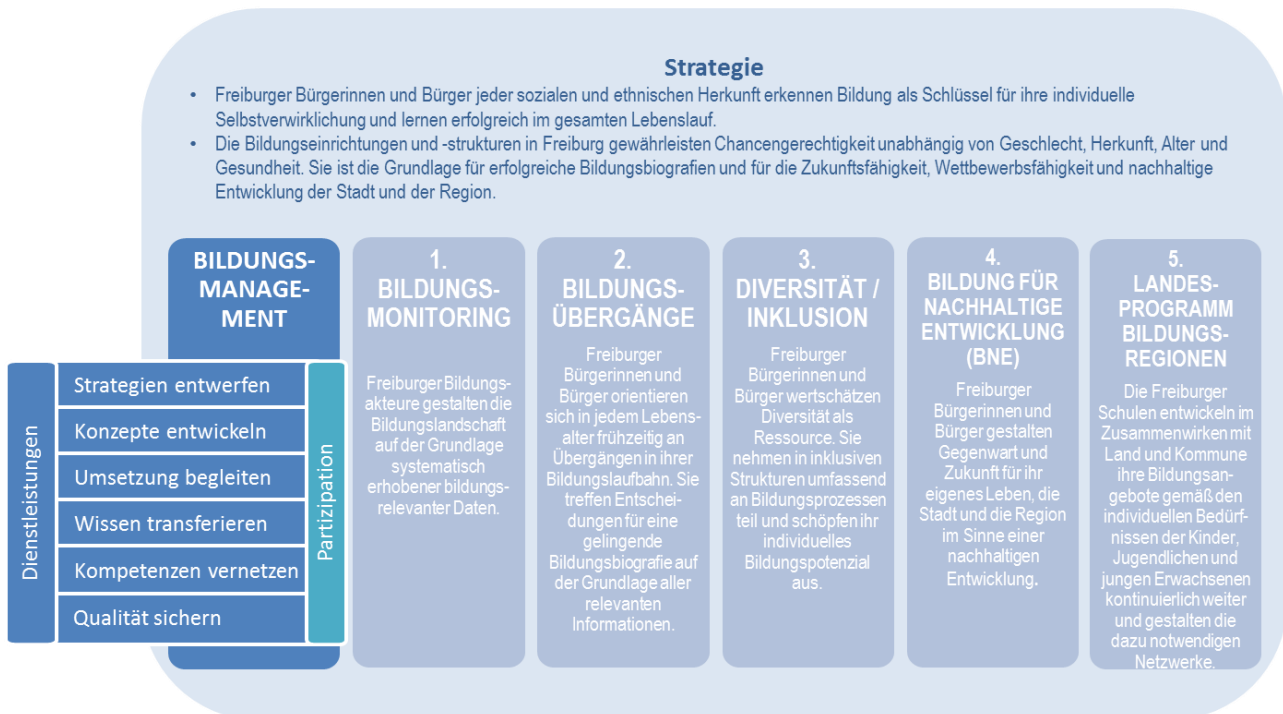 Strategie
• Freiburger Bürgerinnen und Bürger jeder sozialen und ethnischen Herkunft erkennen Bildung als Schlüssel für ihre individuelle
Selbstverwirklichung und lernen erfolgreich im gesamten Lebenslauf.
• Die Bildungseinrichtungen und -strukturen in Freiburg gewährleisten Chancengerechtigkeit unabhängig von Geschlecht, Herkunft, Alter und
Gesundheit. Sie ist die Grundlage für erfolgreiche Bildungsbiografien und für die Zukunftsfähigkeit, Wettbewerbsfähigkeit und nachhaltige
Entwicklung der Stadt und der Region.
BILDUNGS-
MANAGE-
MENT
Dienstleistungen
Strategien entwerfen
Konzepte entwickeln
Umsetzung begleiten
Wissen transferieren
Kompetenzen vernetzen
Qualität sichern
Partizipation
1.
BILDUNGS-
MONITORING
Freiburger Bildungs-
akteure gestalten die
Bildungslandschaft
auf der Grundlage
systematisch
erhobener bildungs-
relevanter Daten.
2.
BILDUNGS-
ÜBERGÄNGE
Freiburger
Bürgerinnen und
Bürger orientieren
sich in jedem Lebens-
alter frühzeitig an
Übergängen in ihrer
Bildungslaufbahn. Sie
treffen Entschei-
dungen für eine
gelingende
Bildungsbiografie auf
der Grundlage aller
relevanten
Informationen.
3.
DIVERSITÄT /
INKLUSION
Freiburger
Bürgerinnen und
Bürger wertschätzen
Diversität als
Ressource. Sie
nehmen in inklusiven
Strukturen umfassend
an Bildungsprozessen
teil und schöpfen ihr
individuelles
Bildungspotenzial
aus.
4.
BILDUNG FÜR
NACHHALTIGE
ENTWICKLUNG
(BNE)
Freiburger
Bürgerinnen und
Bürger gestalten
Gegenwart und
Zukunft für ihr
eigenes Leben, die
Stadt und die Region
im Sinne einer
nachhaltigen
Entwicklung.
5.
LANDES-
PROGRAMM
BILDUNGS-
REGIONEN
Die Freiburger
Schulen entwickeln im
Zusammenwirken mit
Land und Kommune
ihre Bildungsan-
gebote gemäß den
individuellen Bedürf-
nissen der Kinder,
Jugendlichen und
jungen Erwachsenen
kontinuierlich weiter
und gestalten die
dazu notwendigen
Netzwerke.